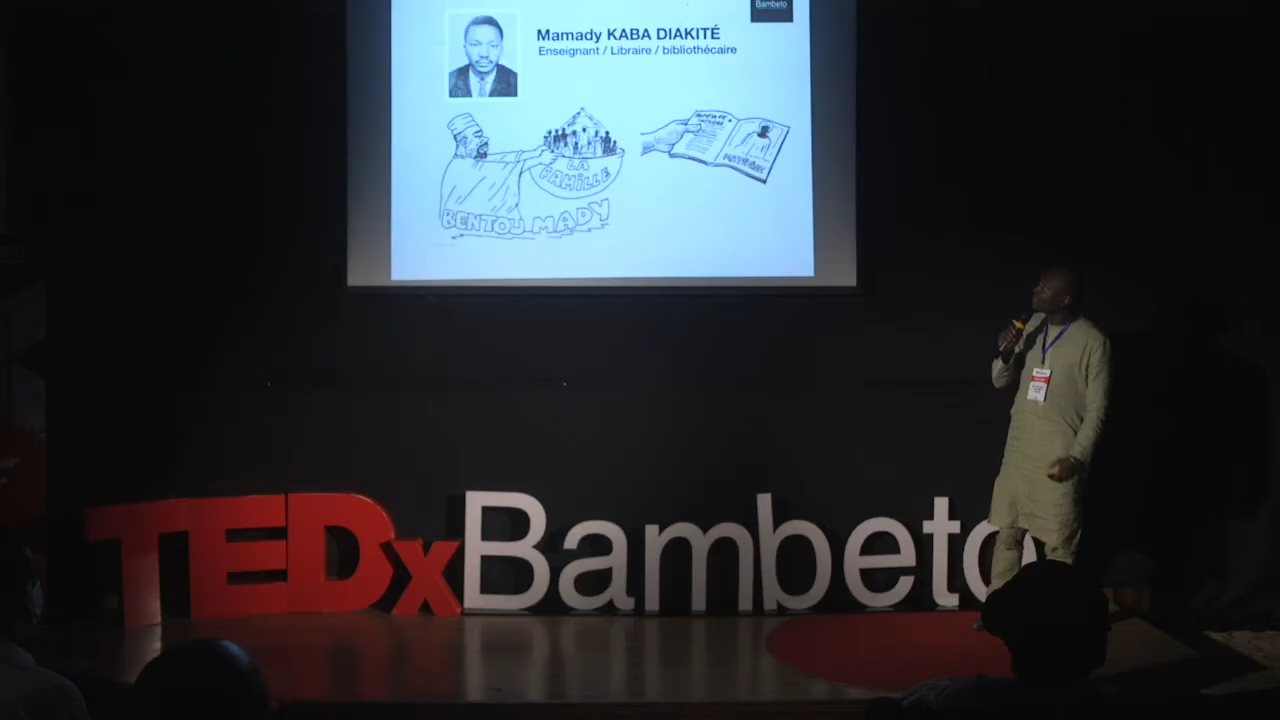 Bambeto
Mamady KABA DIAKITÉ
Enseignant / Libraire / bibliothécaire
LA
FAMILLE
BENTOU MADY
TEDxBambeto